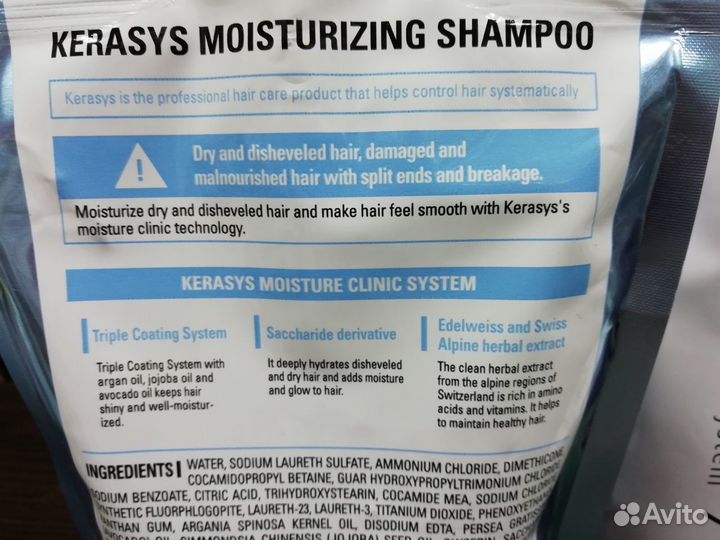 KERASYS MOISTURIZING SHAMPOO
Kerasys is the professional hair care product that helps control hair systematically
Dry and disheveled hair, damaged and
malnourished hair with split ends and breakage.
Moisturize dry and disheveled hair and make hair feel smooth with Kerasys's
moisture clinic technology.
KERASYS MOISTURE CLINIC SYSTEM
Triple Coating System
Triple Coating System with
argan oil, jojoba oil and
avocado oil keeps hair
shiny and well-moistur-
ized.
Saccharide derivative
It deeply hydrates disheveled
and dry hair and adds moisture
and glow to hair.
Edelweiss and Swiss
Alpine herbal extract
The clean herbal extract
from the alpine regions of
Switzerland is rich in amino
acids and vitamins. It helps
to maintain healthy hair.
INGREDIENTS WATER, SODIUM LAURETH SULFATE, AMMONIUM CHLORIDE, DIMETHICONE
COCAMIDOPROPYL BETAINE, GUAR HYDROXYPROPYLTRIMONIUM CHLORIDE,
SODIUM BENZOATE, CITRIC ACID, TRIHYDROXYSTEARIN, COCAMIDE MEA, SODIUM CHLORIDE
SYNTHETIC FLUORPHLOGOPITE, LAURETH-23, LAURETH-3, TITANIUM DIOXIDE, PHENOXYETHANOL
XANTHAN GUM, ARGANIA SPINOSA KERNEL OIL, DISODIUM EDTA, PERSEA GRATISSIMA
(JOJOBA) SEED OIL
Avito